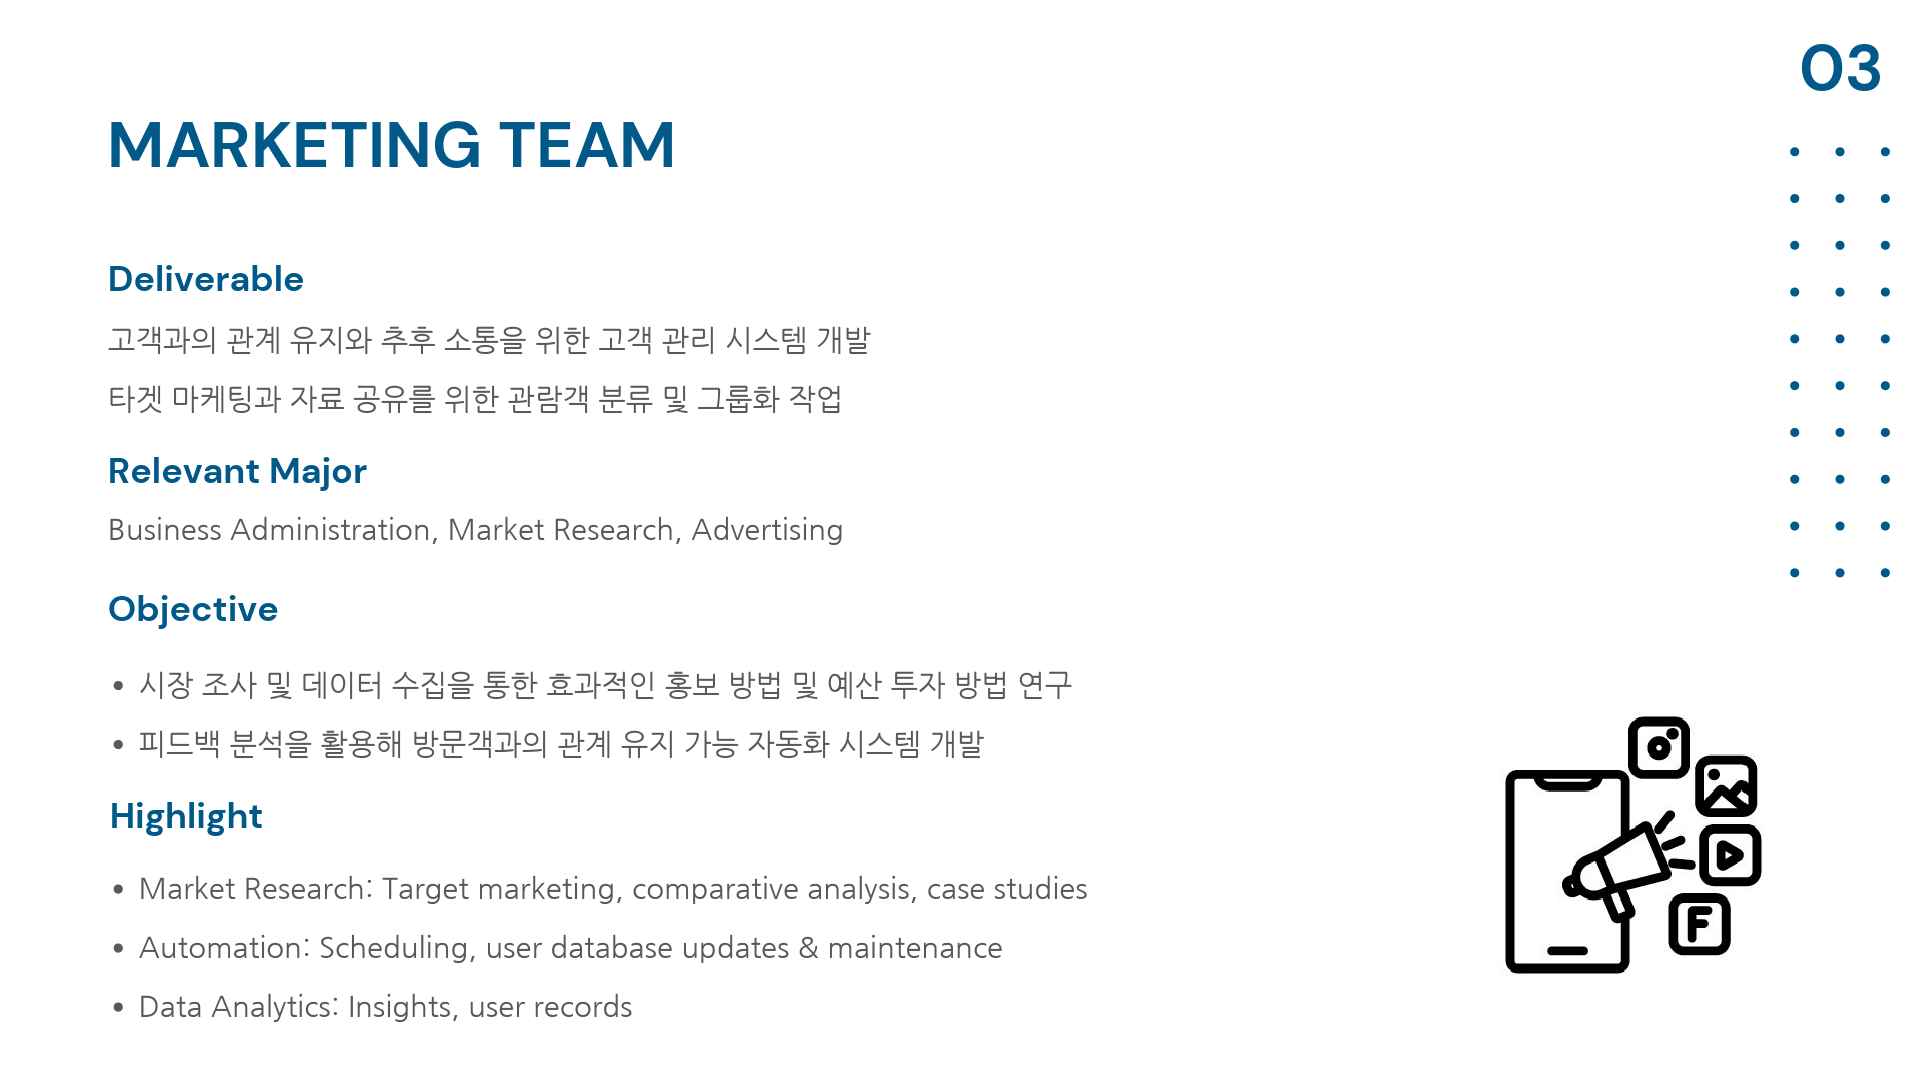 03
MARKETING TEAM
Deliverable
고객과의 관계 유지와 추후 소통을 위한 고객 관리 시스템 개발
타겟 마케팅과 자료 공유를 위한 관람객 분류 및 그룹화 작업
Relevant Major
Business Administration, Market Research, Advertising
Objective
• 시장 조사 및 데이터 수집을 통한 효과적인 홍보 방법 및 예산 투자 방법 연구
• 피드백 분석을 활용해 방문객과의 관계 유지 가능 자동화 시스템 개발
Highlight
• Market Research: Target marketing, comparative analysis, case studies
• Automation: Scheduling, user database updates & maintenance
• Data Analytics: Insights, user records
F